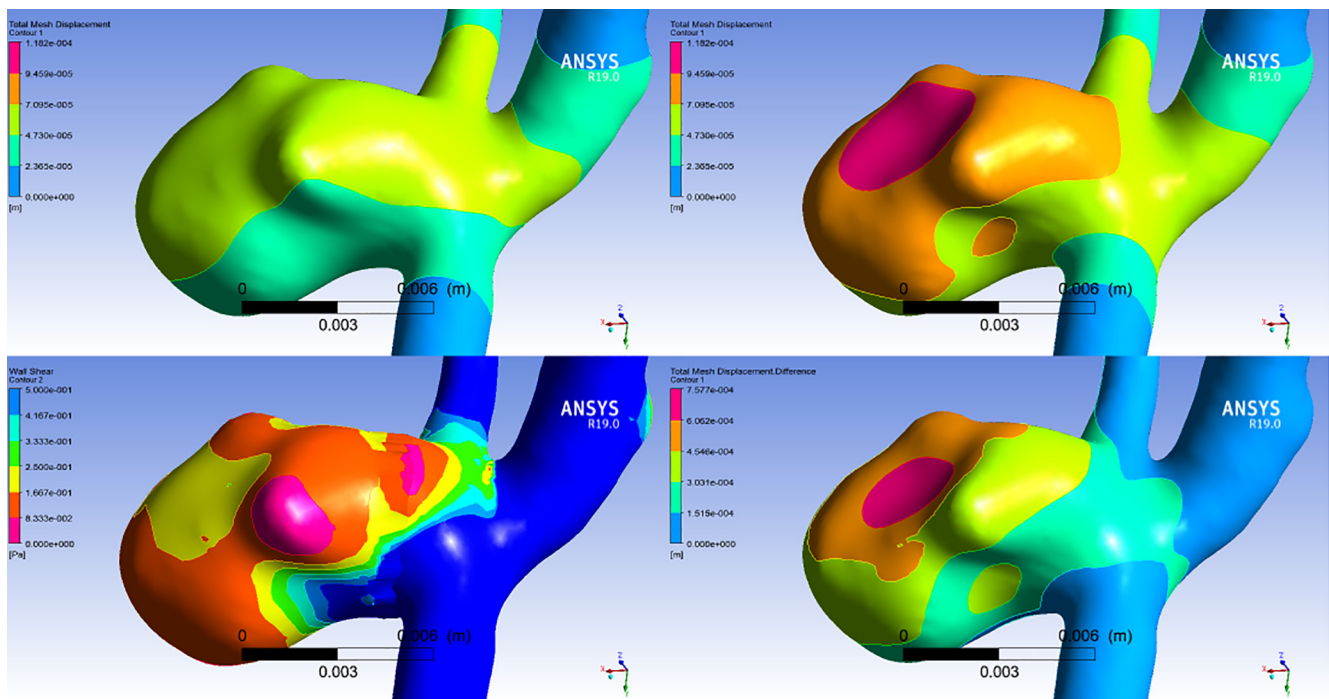 Total Mesh Displacement
Contour 1
1.182e-004
9.459e-005
7.095e-005
4.730e-005
2.365e-005
0.000e+000
[m]
ANSYS
R19.0
0 0.006 (m)
0.003
X
Z
Y
Total Mesh Displacement
Contour 1
1.182e-004
9.459e-005
7.095e-005
4.730e-005
2.365e-005
0.000e+000
[m]
ANSYS
R19.0
0 0.006 (m)
0.003
X
Z
Y
Wall Shear
Contour 2
5.000e-001
4.167e-001
3.333e-001
2.500e-001
1.667e-001
8.333e-002
0.000e+000
[Pa]
ANSYS
R19.0
0 0.006 (m)
0.003
X
Z
Y
Total Mesh Displacement.Difference
Contour 1
7.577e-004
6.062e-004
4.546e-004
3.031e-004
1.515e-004
0.000e+000
[m]
ANSYS
R19.0
0 0.006 (m)
0.003
X
Z
Y